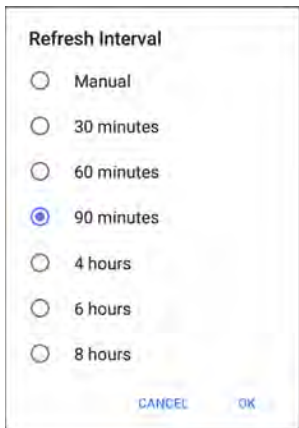 Refresh Interval
Manual
30 minutes
60 minutes
90 minutes
4 hours
6 hours
8 hours
CANCEL OK